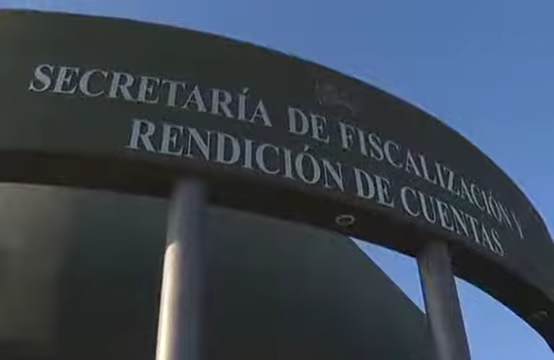 SECRETARÍA DE FISCALIZACIÓN Y
RENDICIÓN DE CUENTAS